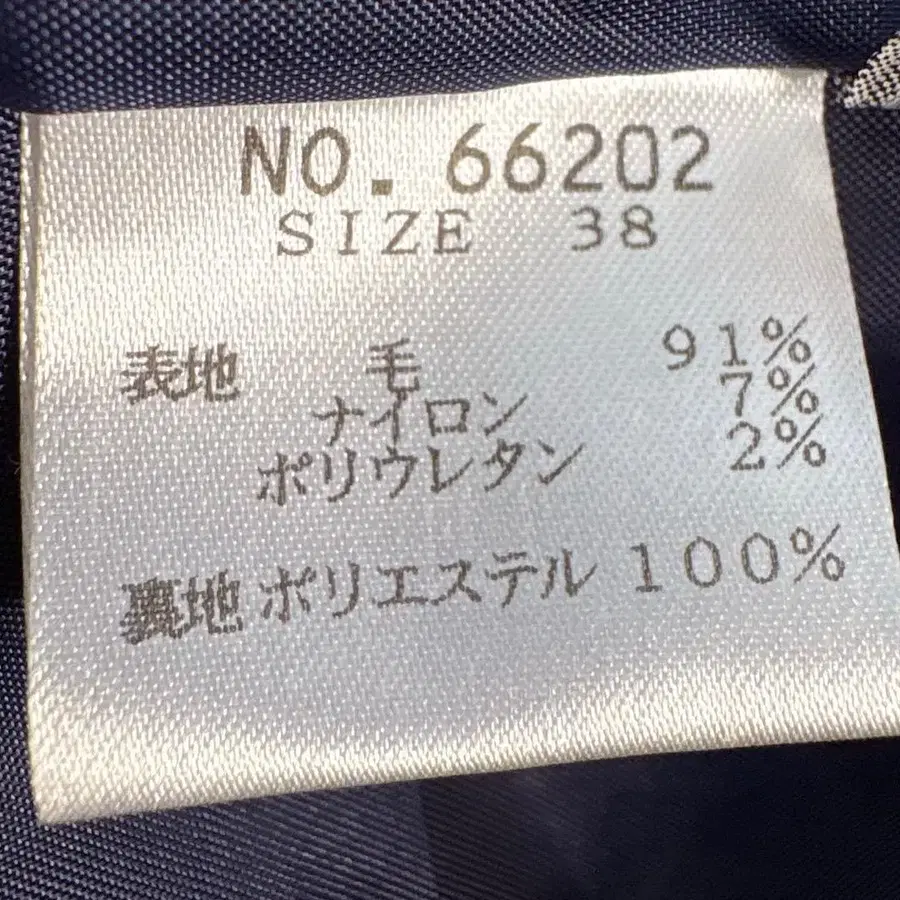 NO. 66202
SIZE 38
表地 毛 91%
ナイロン 7%
ポリウレタン 2%
裏地 ポリエステル 100%